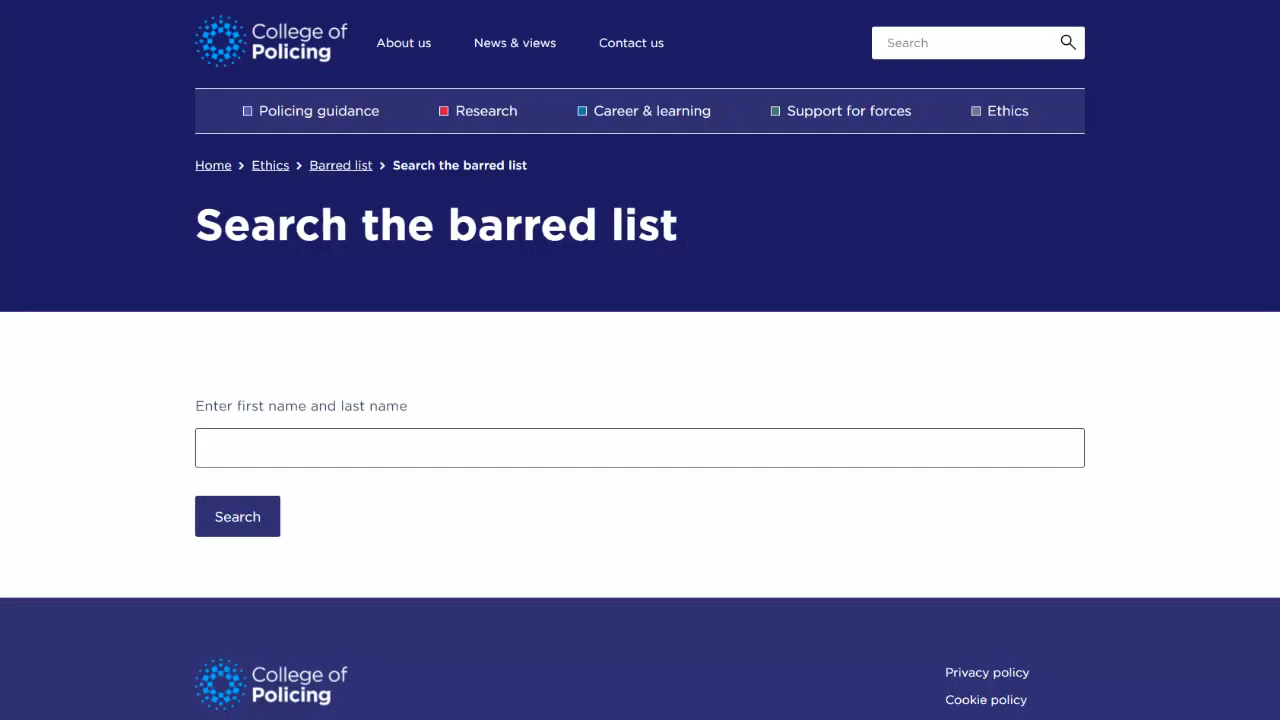 College of
Policing
About us
News & views
Contact us
Search
Policing guidance
Research
Career & learning
Support for forces
Ethics
Home > Ethics > Barred list > Search the barred list
Search the barred list
Enter first name and last name
Search
College of
Policing
Privacy policy
Cookie policy